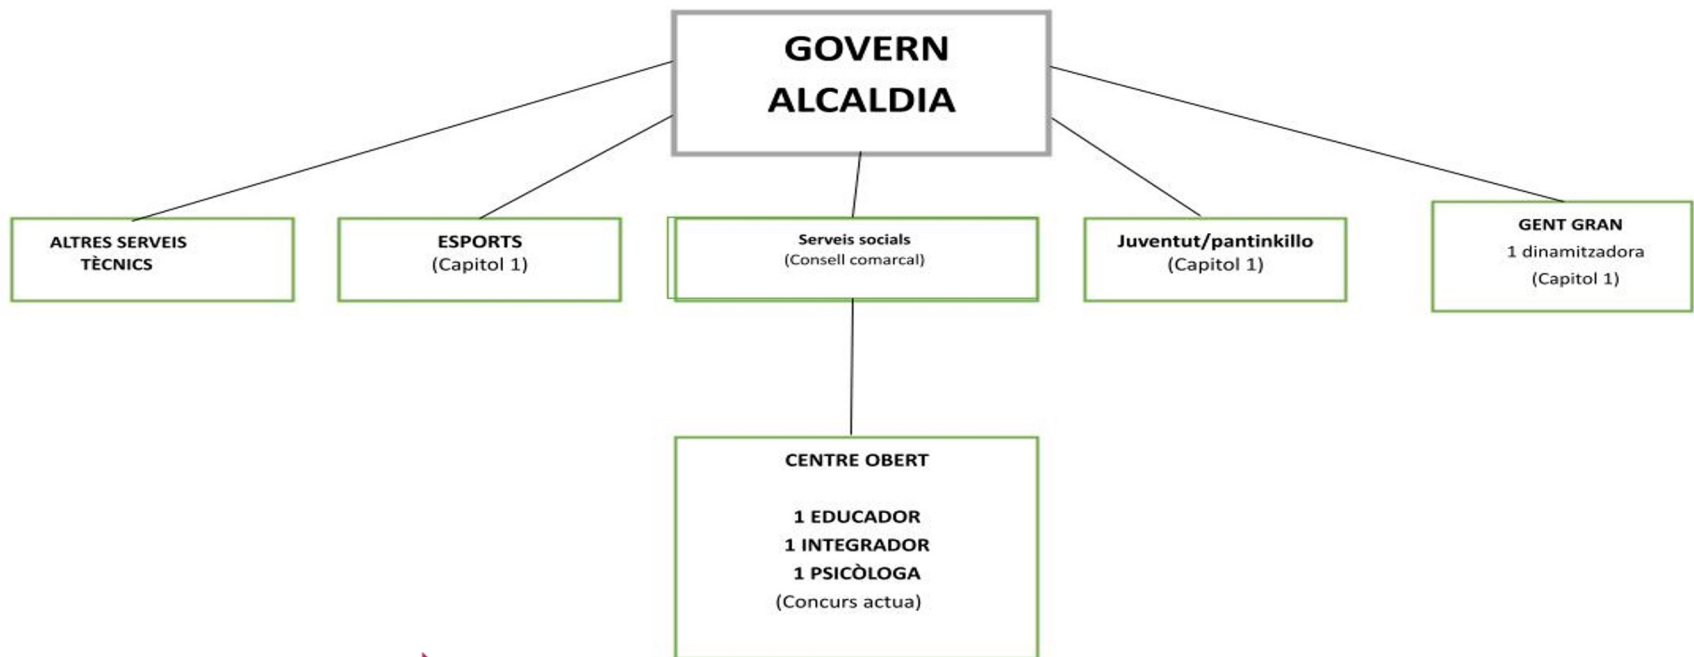 GOVERN
ALCALDIA
ALTRES SERVEIS
TÈCNICS
ESPORTS
(Capitol 1)
Serveis socials
(Consell comarcal)
Juventut/pantinkillo
(Capitol 1)
GENT GRAN
1 dinamitzadora
(Capitol 1)
CENTRE OBERT
1 EDUCADOR
1 INTEGRADOR
1 PSICÒLOGA
(Concurs actua)